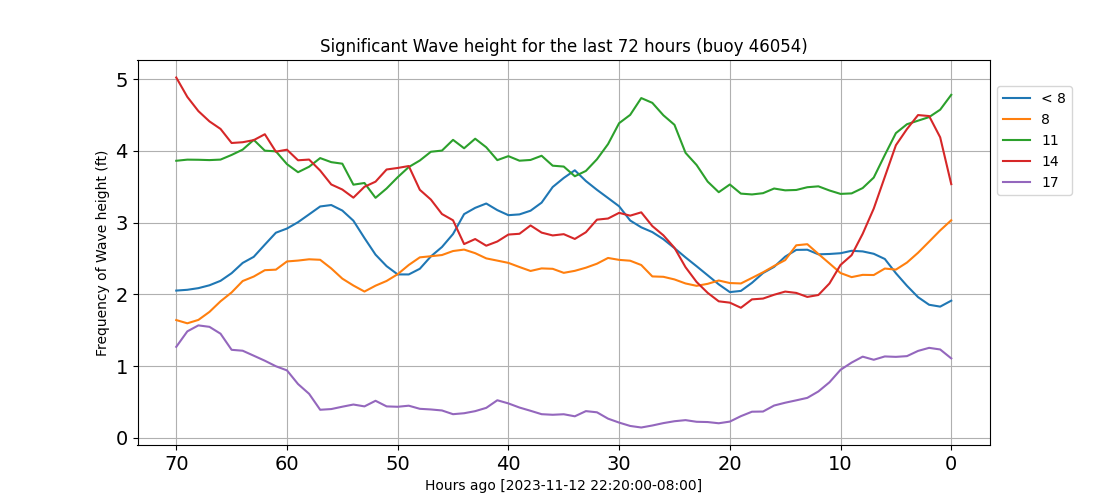 Significant Wave height for the last 72 hours (buoy 46054)
Frequency of Wave height (ft)
5
4
3
2
1
0
70 60 50 40 30 20 10 0
Hours ago [2023-11-12 22:20:00-08:00]
< 8
8
11
14
17